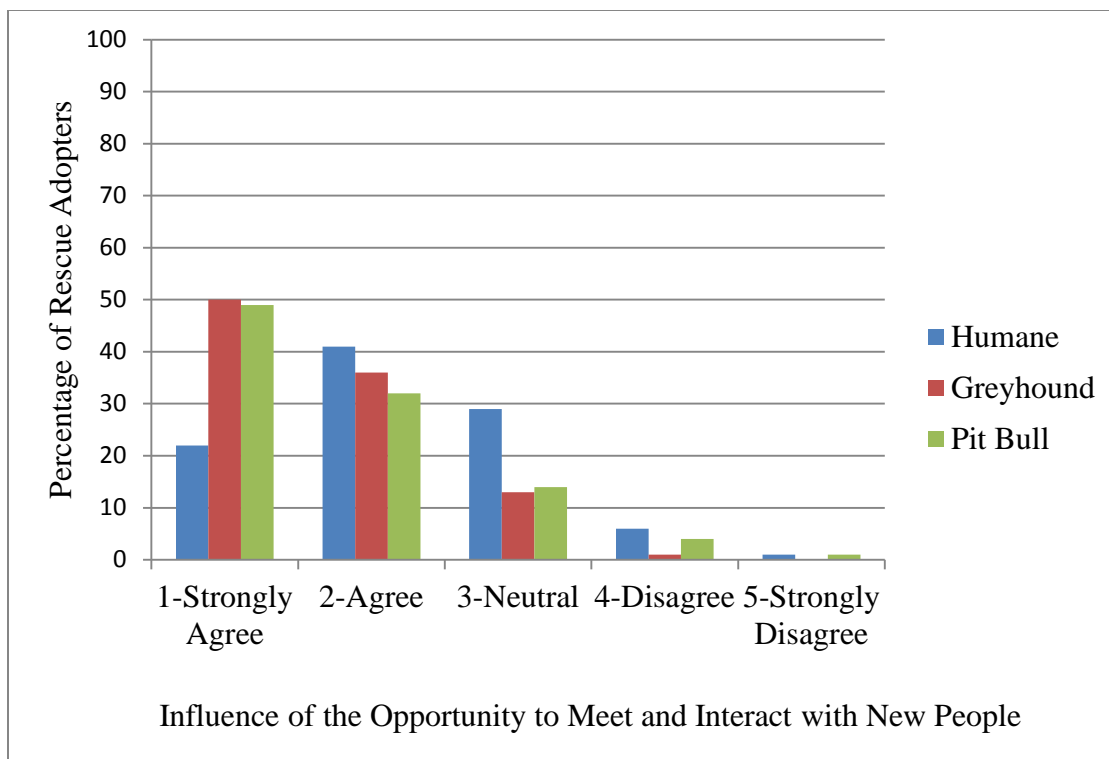 100
90
80
70
60
50
40
30
20
10
0
Percentage of Rescue Adopters
1-Strongly Agree
2-Agree
3-Neutral
4-Disagree
5-Strongly Disagree
Influence of the Opportunity to Meet and Interact with New People
Humane
Greyhound
Pit Bull